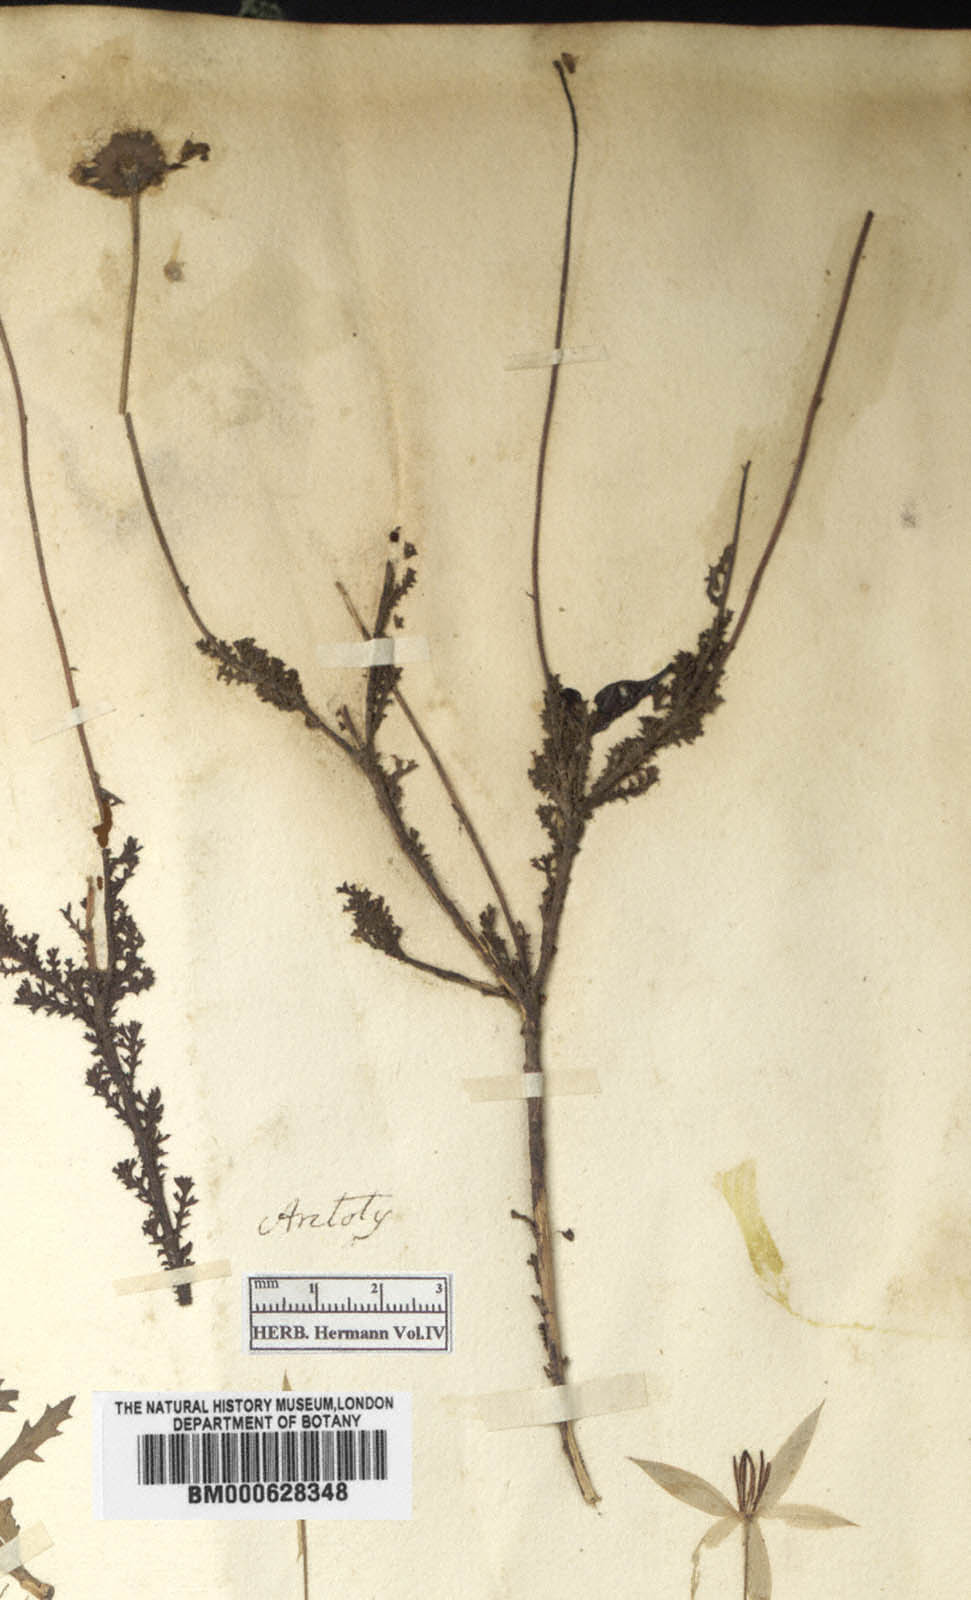 Arctoty
mm 1 2 3
HERB. Hermann Vol.IV
THE NATURAL HISTORY MUSEUM,LONDON
DEPARTMENT OF BOTANY
BM000628348